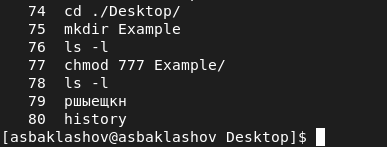 74 cd ./Desktop/
75 mkdir Example
76 ls -l
77 chmod 777 Example/
78 ls -l
79 ршыещкн
80 history
[asbaklashov@asbaklashov Desktop]$